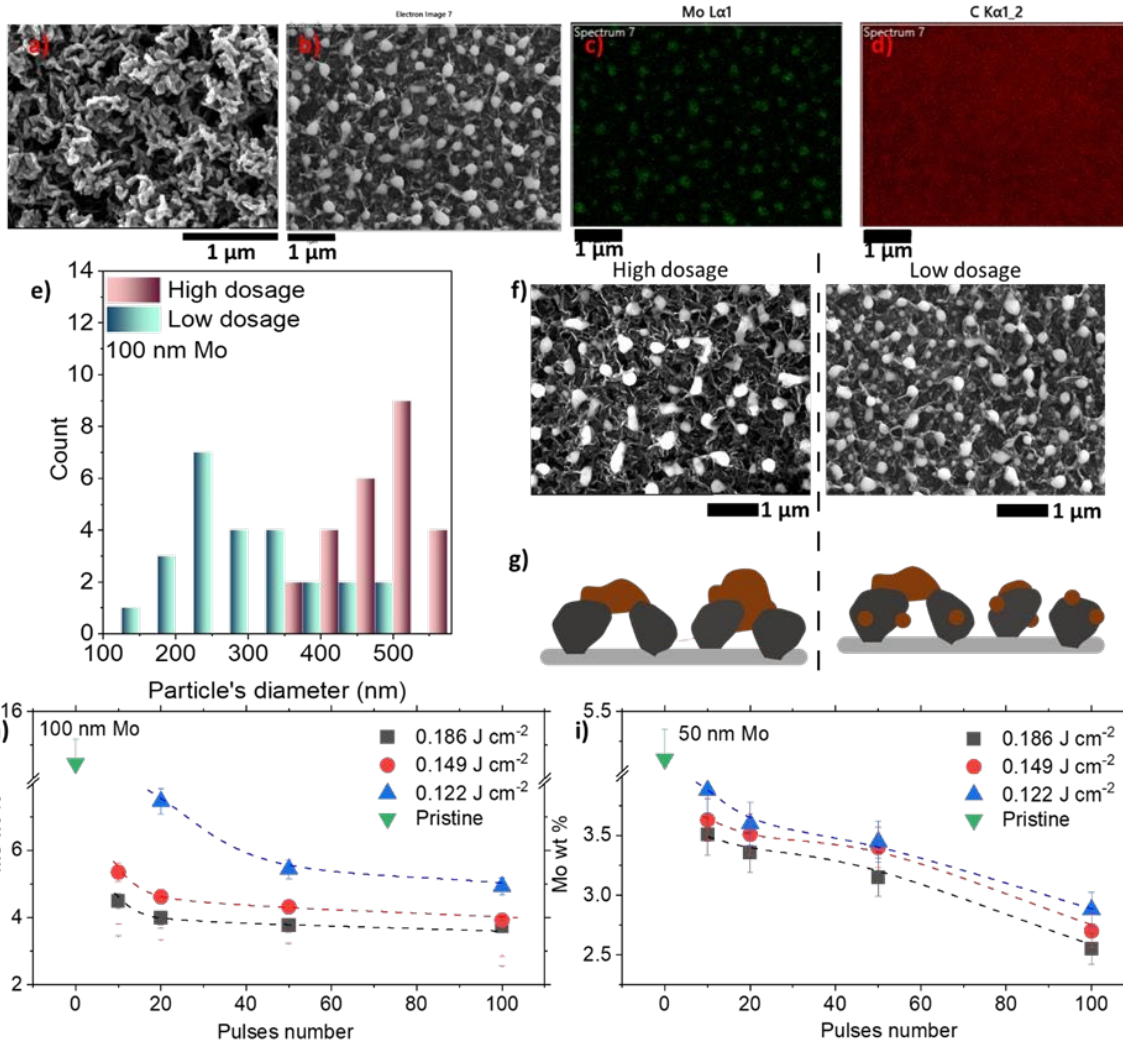 Electron Image 7
Mo Lα1
C Kα1_2
a)
b)
Spectrum 7
c)
Spectrum 7
d)
1 µm
1 µm
1 µm
1 µm
e)
14
12
10
8
6
4
2
0
Count
High dosage
Low dosage
100 nm Mo
100
200
300
400
500
Particle's diameter (nm)
f)
High dosage
Low dosage
1 µm
1 µm
g)
)
100 nm Mo
16
6
4
2
0.186 J cm⁻²
0.149 J cm⁻²
0.122 J cm⁻²
Pristine
0
20
40
60
80
100
Pulses number
i)
50 nm Mo
5.5
3.5
3.0
2.5
Mo wt %
0.186 J cm⁻²
0.149 J cm⁻²
0.122 J cm⁻²
Pristine
0
20
40
60
80
100
Pulses number